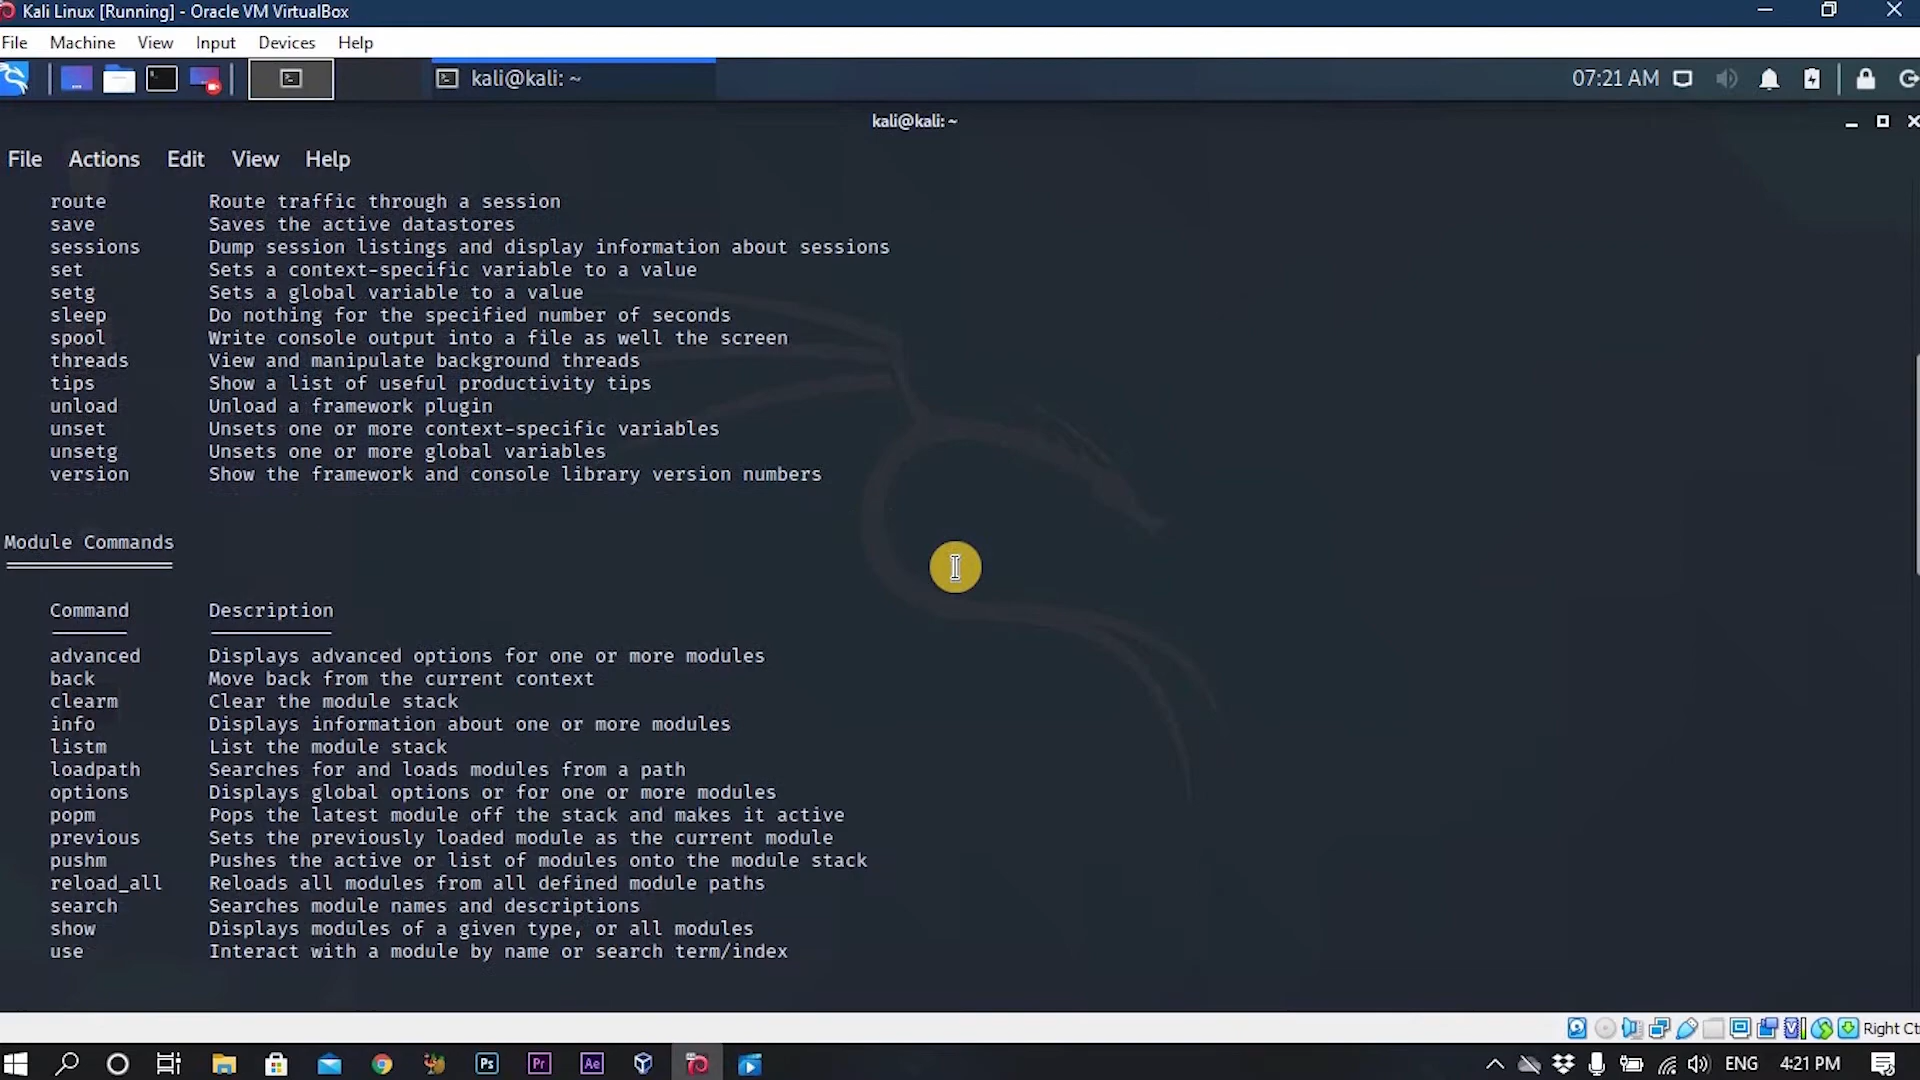 Kali Linux [Running] - Oracle VM VirtualBox
File Machine View Input Devices Help
kali@kali: ~ 07:21 AM
kali@kali: ~
File Actions Edit View Help
route Route traffic through a session
save Saves the active datastores
sessions Dump session listings and display information about sessions
set Sets a context-specific variable to a value
setg Sets a global variable to a value
sleep Do nothing for the specified number of seconds
spool Write console output into a file as well the screen
threads View and manipulate background threads
tips Show a list of useful productivity tips
unload Unload a framework plugin
unset Unsets one or more context-specific variables
unsetg Unsets one or more global variables
version Show the framework and console library version numbers
Module Commands
Command Description
advanced Displays advanced options for one or more modules
back Move back from the current context
clearm Clear the module stack
info Displays information about one or more modules
listm List the module stack
loadpath Searches for and loads modules from a path
options Displays global options or for one or more modules
popm Pops the latest module off the stack and makes it active
previous Sets the previously loaded module as the current module
pushm Pushes the active or list of modules onto the module stack
reload_all Reloads all modules from all defined module paths
search Searches module names and descriptions
show Displays modules of a given type, or all modules
use Interact with a module by name or search term/index
Right Ct
Ps Pr Ae ENG 4:21 PM